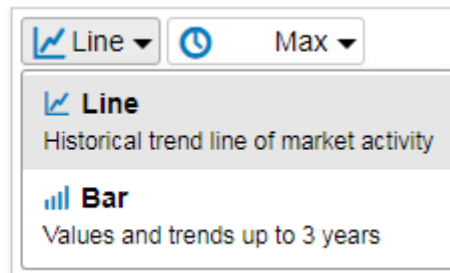 Line Max
Line
Historical trend line of market activity
Bar
Values and trends up to 3 years